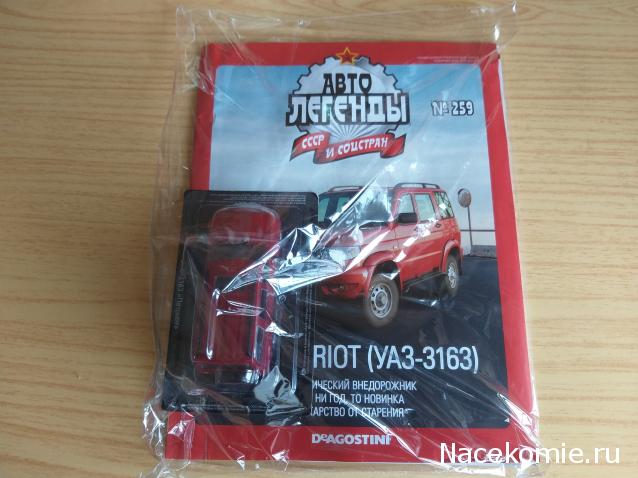 АВТО
ЛЕГЕНДЫ
СССР И СОЦСТРАН
№ 259
RIOT (УАЗ-3163)
ИЧЕСКИЙ ВНЕДОРОЖНИК
НИ ГОД, ТО НОВИНКА
АРСТВО ОТ СТАРЕНИЯ
DeAGOSTINI
Nacekomie.ru